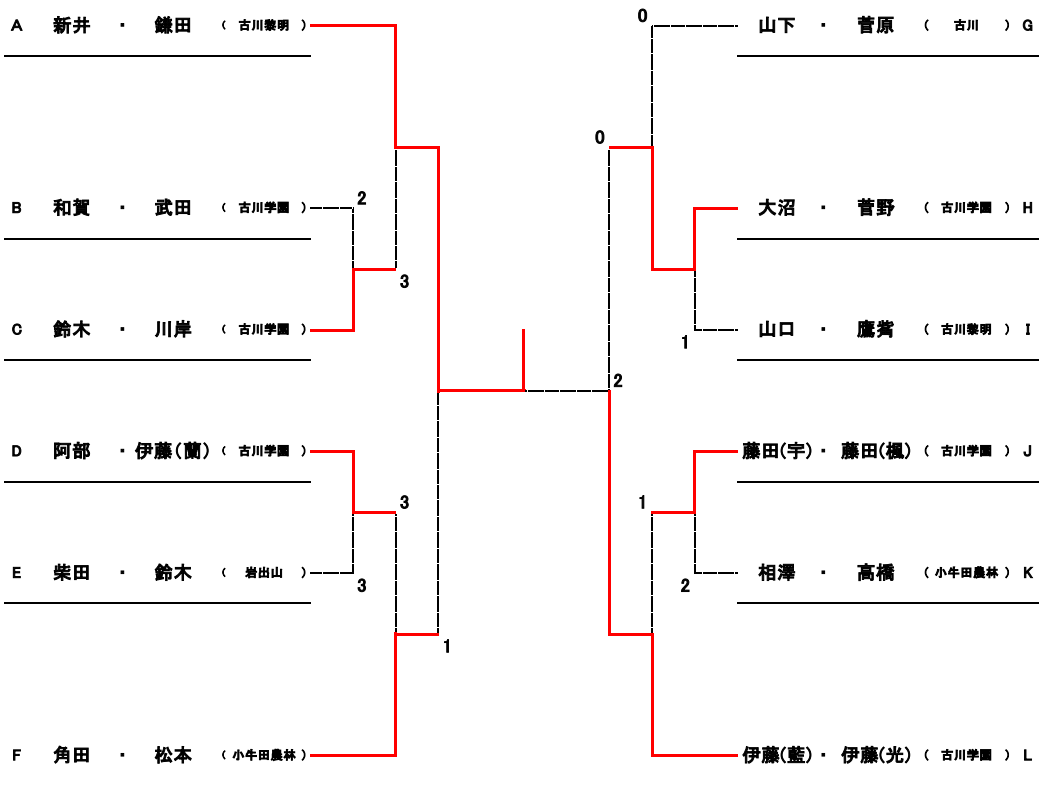 A 新井 ・ 鎌田 ( 古川黎明 )
B 和賀 ・ 武田 ( 古川学園 )
2
3
C 鈴木 ・ 川岸 ( 古川学園 )
D 阿部 ・ 伊藤(蘭) ( 古川学園 )
3
E 柴田 ・ 鈴木 ( 岩出山 )
3
1
F 角田 ・ 松本 ( 小牛田農林 )
0
山下 ・ 菅原 ( 古川 ) G
0
大沼 ・ 菅野 ( 古川学園 ) H
山口 ・ 鷹觜 ( 古川黎明 ) I
1
2
藤田(宇) ・ 藤田(楓) ( 古川学園 ) J
1
相澤 ・ 高橋 ( 小牛田農林 ) K
2
伊藤(藍) ・ 伊藤(光) ( 古川学園 ) L